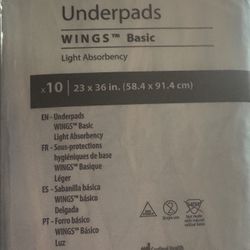 Underpads
WINGS™ Basic
Light Absorbency
x10 | 23 x 36 in. (58.4 x 91.4 cm)
EN - Underpads
WINGS™ Basic
Light Absorbency
FR - Sous-protections
hygiéniques de base
WINGS™ Basique
Léger
ES - Sabanilla básica
WINGS™ básico
Delgada
PT - Forro básico
WINGS™ Básico
Luz